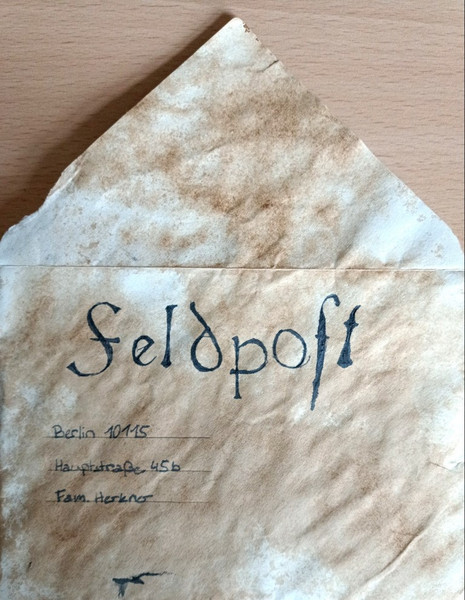 Feldpoſt
Berlin 10115
Hauptstraße 45b
Fam. Herkner